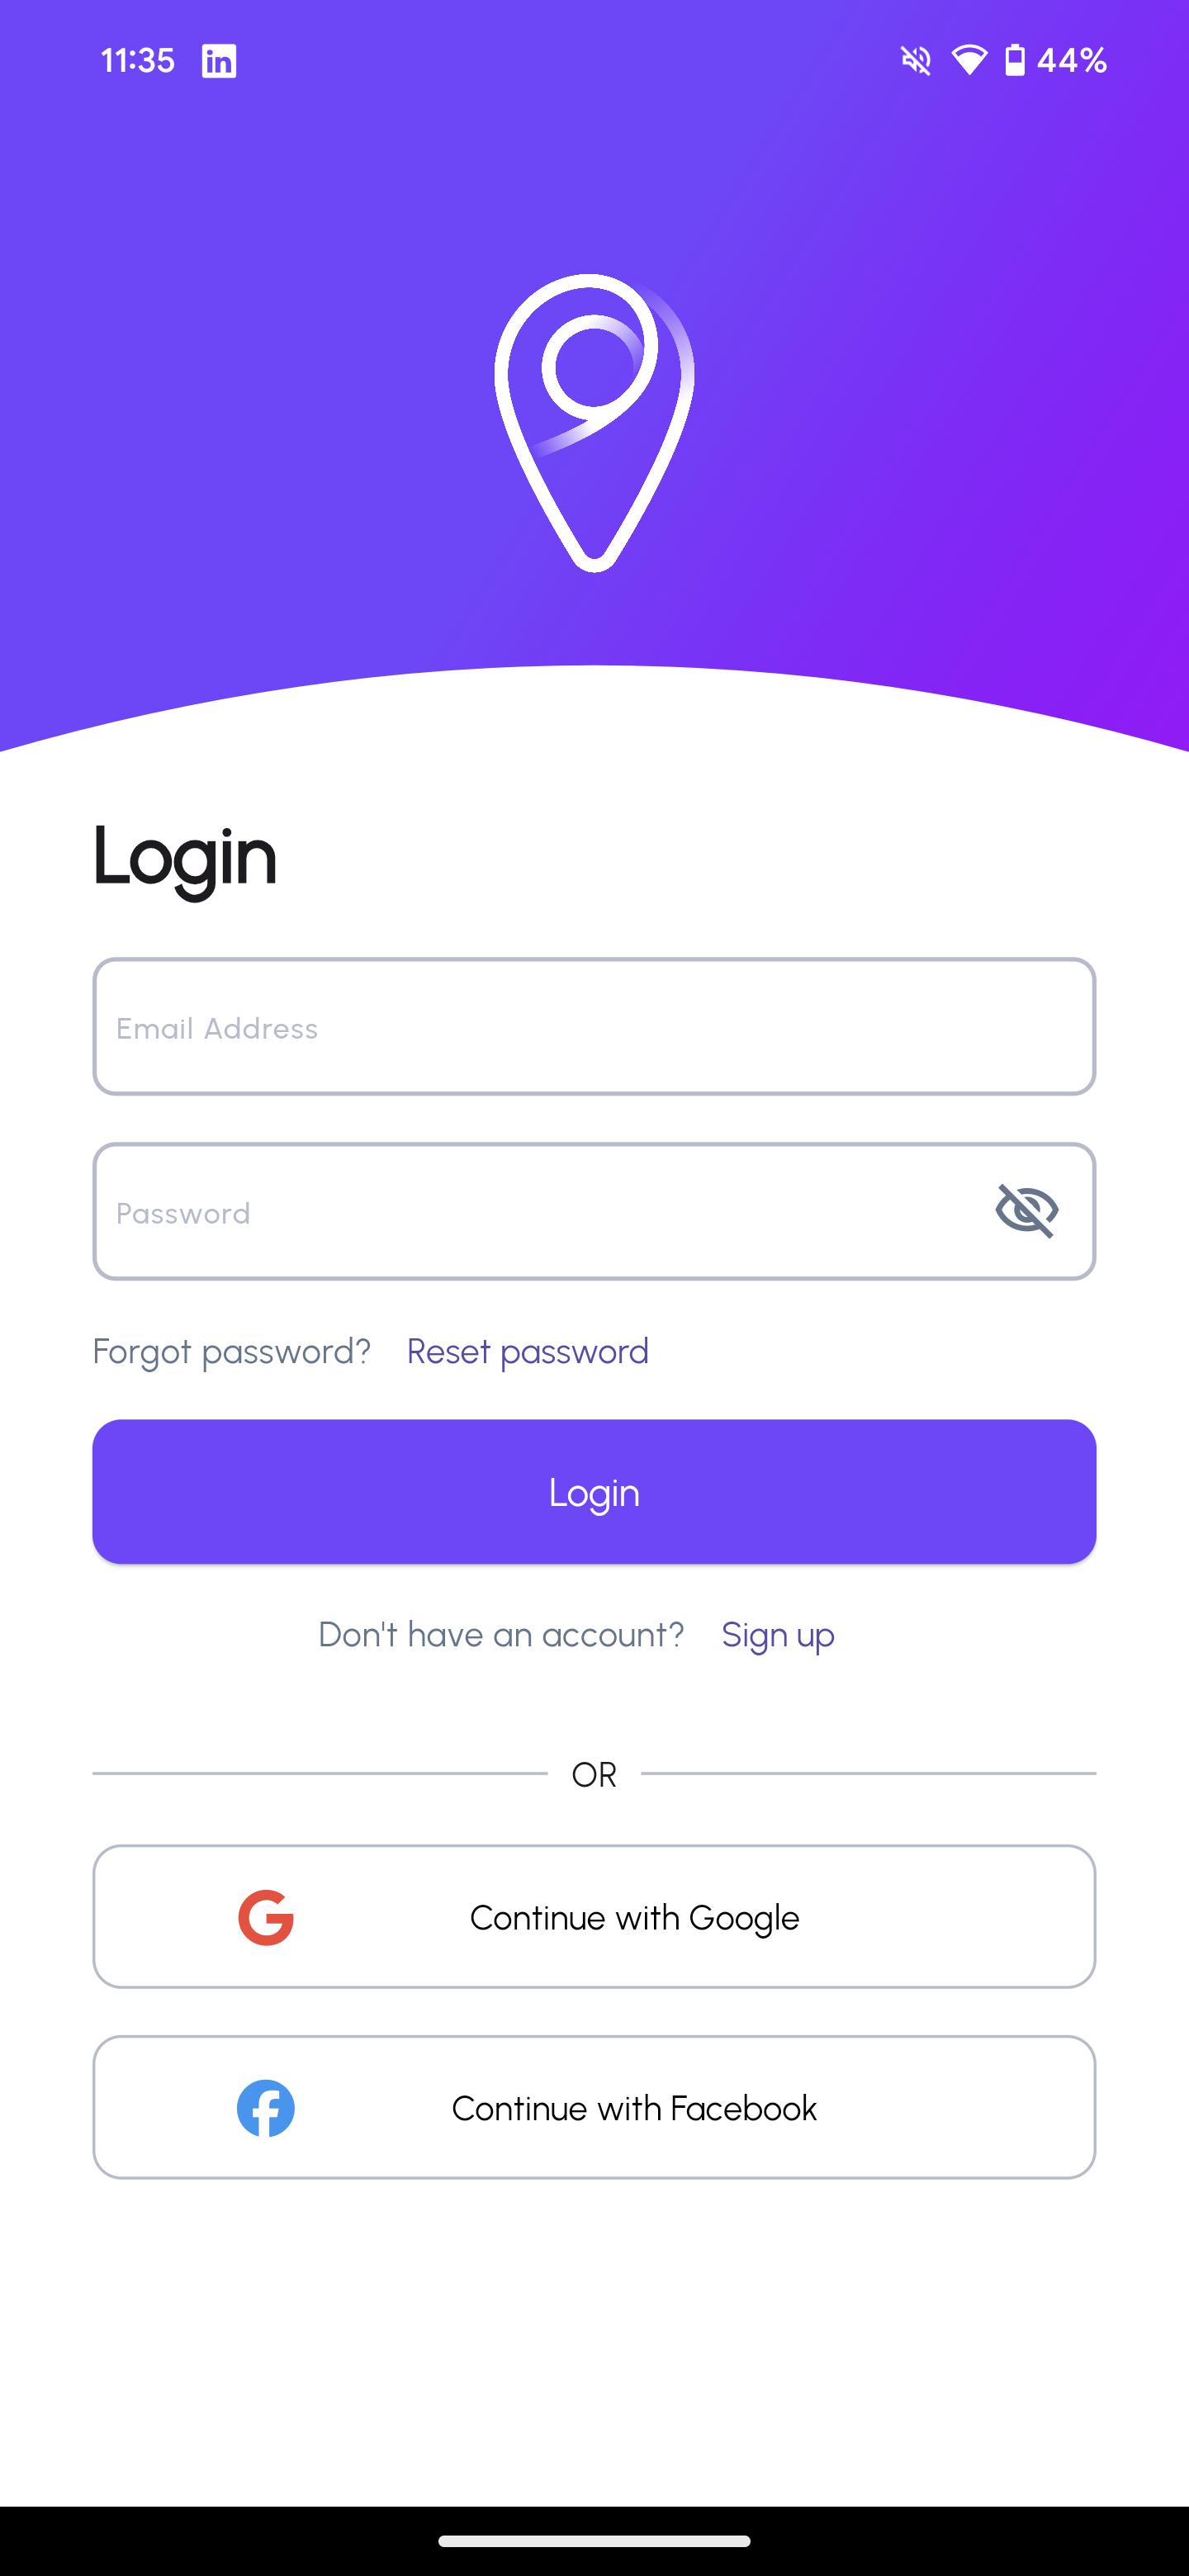 11:35 in 44%
Login
Email Address
Password
Forgot password? Reset password
Login
Don't have an account? Sign up
OR
G Continue with Google
f Continue with Facebook